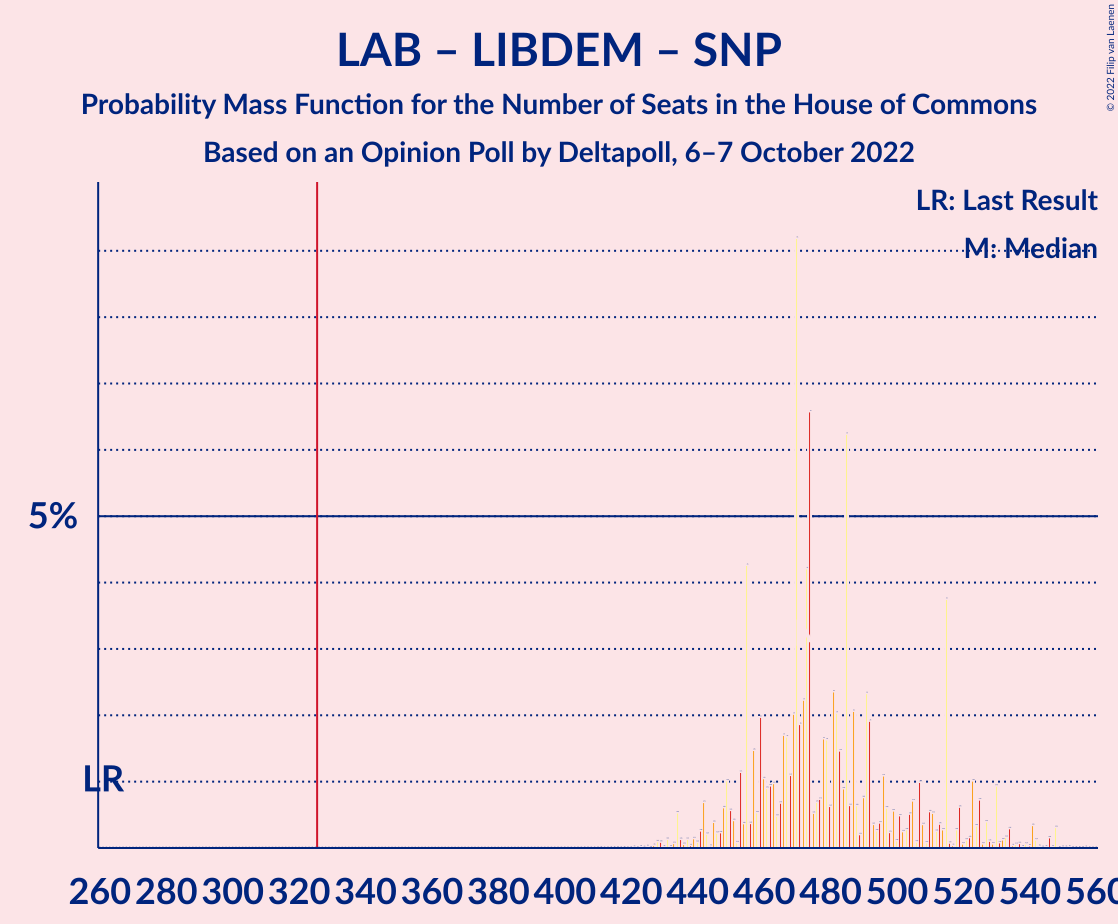 LAB – LIBDEM – SNP
Probability Mass Function for the Number of Seats in the House of Commons
Based on an Opinion Poll by Deltapoll, 6–7 October 2022
© 2022 Filip van Laenen
LR: Last Result
M: Median
5%
LR
260 280 300 320 340 360 380 400 420 440 460 480 500 520 540 560